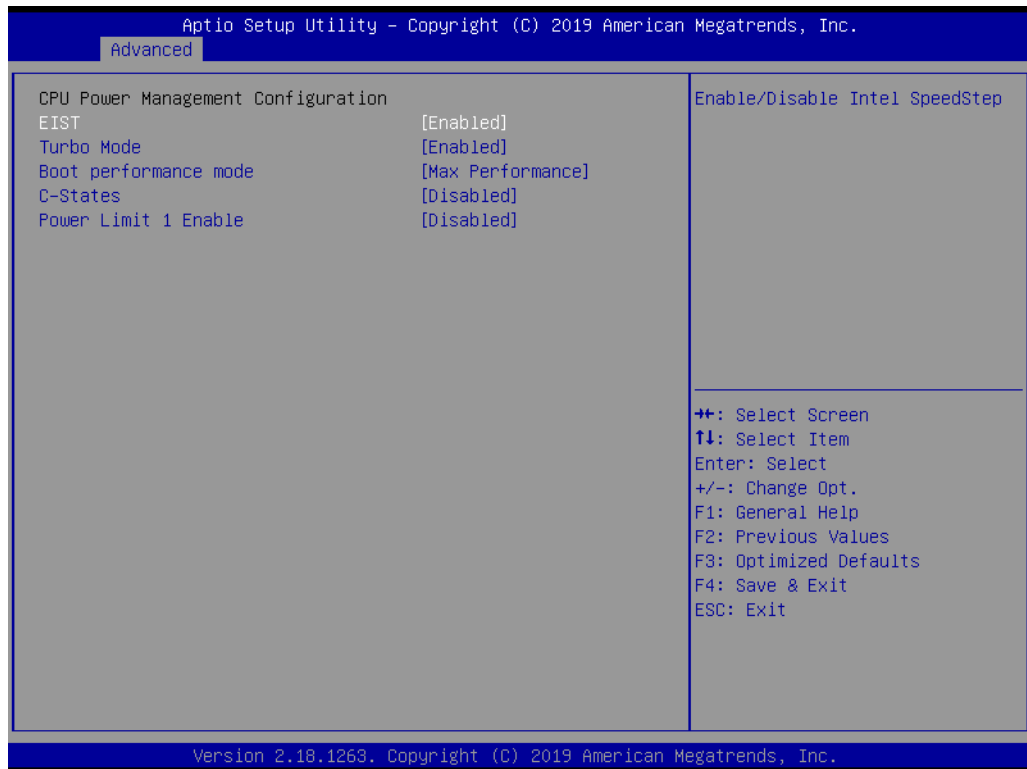 Aptio Setup Utility – Copyright (C) 2019 American Megatrends, Inc.
Advanced
CPU Power Management Configuration
EIST [Enabled]
Turbo Mode [Enabled]
Boot performance mode [Max Performance]
C-States [Disabled]
Power Limit 1 Enable [Disabled]
Enable/Disable Intel SpeedStep
→←: Select Screen
↑↓: Select Item
Enter: Select
+/-: Change Opt.
F1: General Help
F2: Previous Values
F3: Optimized Defaults
F4: Save & Exit
ESC: Exit
Version 2.18.1263. Copyright (C) 2019 American Megatrends, Inc.